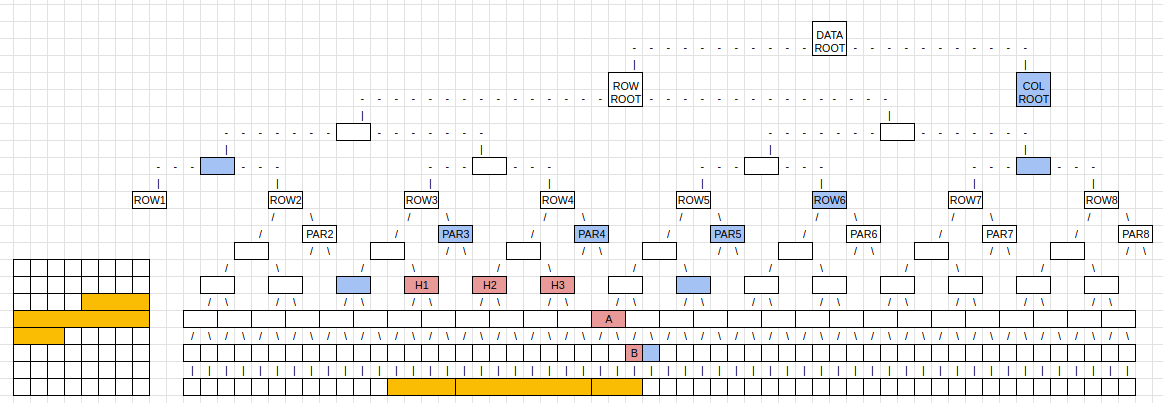 DATA
ROOT
ROW
ROOT
COL
ROOT
ROW1
ROW2
ROW3
ROW4
ROW5
ROW6
ROW7
ROW8
PAR2
PAR3
PAR4
PAR5
PAR6
PAR7
PAR8
H1
H2
H3
A
B